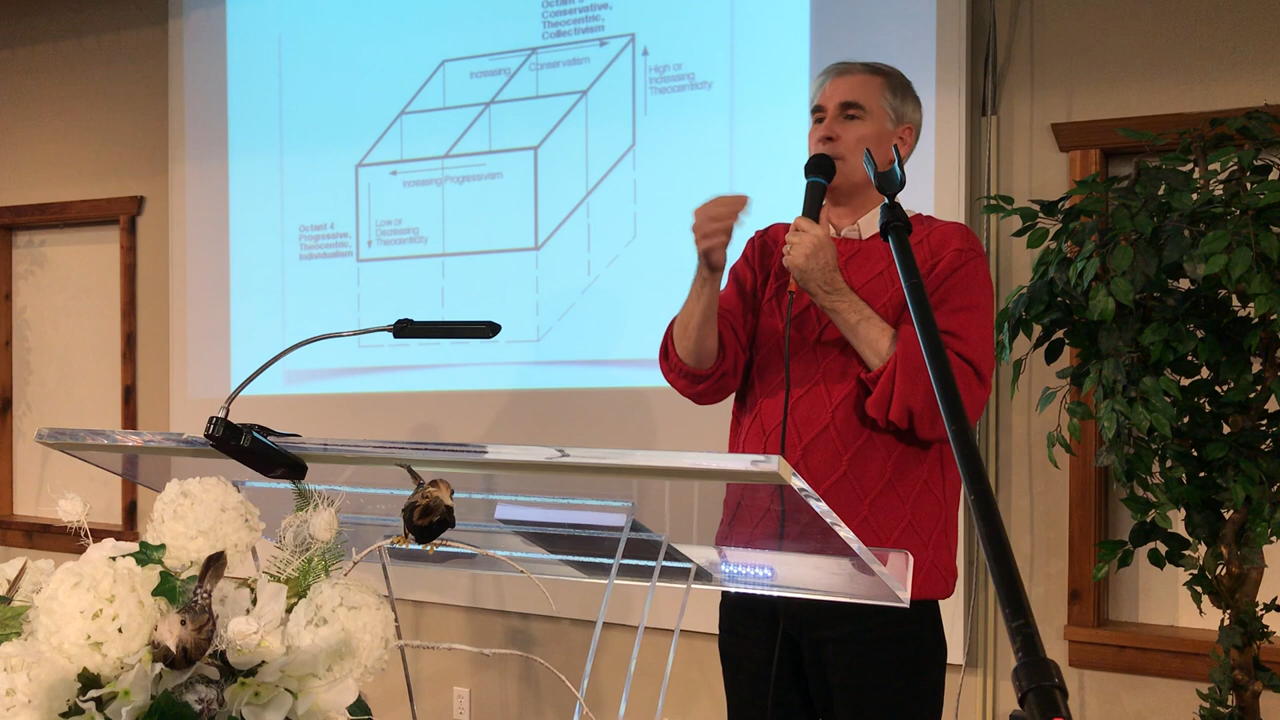 Conservative,
Theocentric,
Collectivism
Increasing
Conservatism
High or
Increasing
Theocentricity
Increasing Progressivism
Low or
Decreasing
Theocentricity
Octant 4
Progressive,
Theocentric,
Individualism